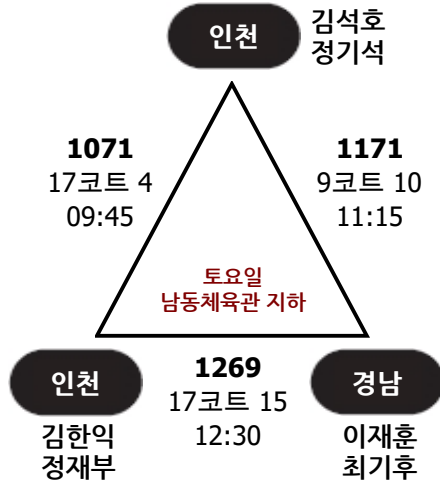 인천
김석호
정기석
1071
17코트 4
09:45
1171
9코트 10
11:15
토요일
남동체육관 지하
인천
김한익
정재부
1269
17코트 15
12:30
경남
이재훈
최기후